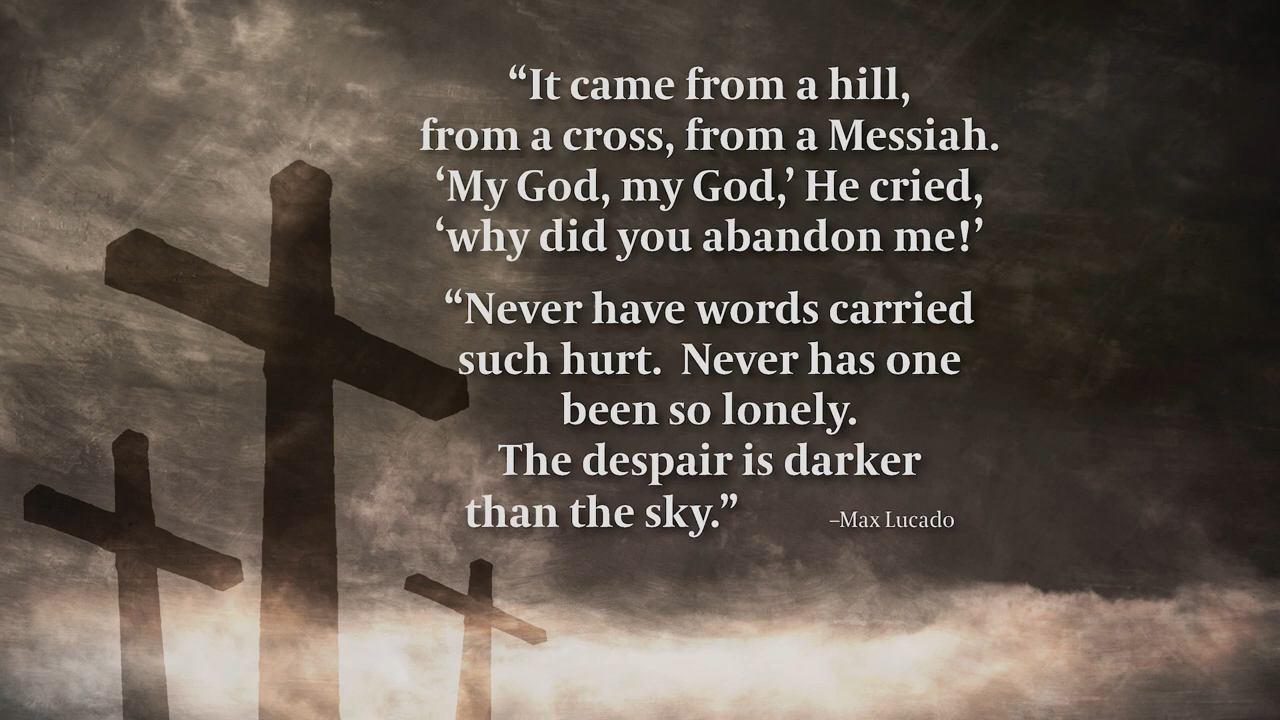 “It came from a hill,
from a cross, from a Messiah.
‘My God, my God,’ He cried,
‘why did you abandon me!’
“Never have words carried
such hurt.  Never has one
been so lonely.
The despair is darker
than the sky.” –Max Lucado